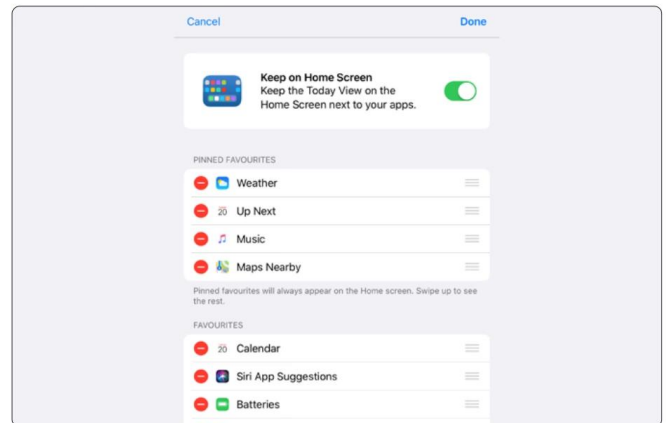 Cancel
Done
Keep on Home Screen
Keep the Today View on the
Home Screen next to your apps.
PINNED FAVOURITES
Weather
20 Up Next
Music
Maps Nearby
Pinned favourites will always appear on the Home screen. Swipe up to see
the rest.
FAVOURITES
20 Calendar
Siri App Suggestions
Batteries